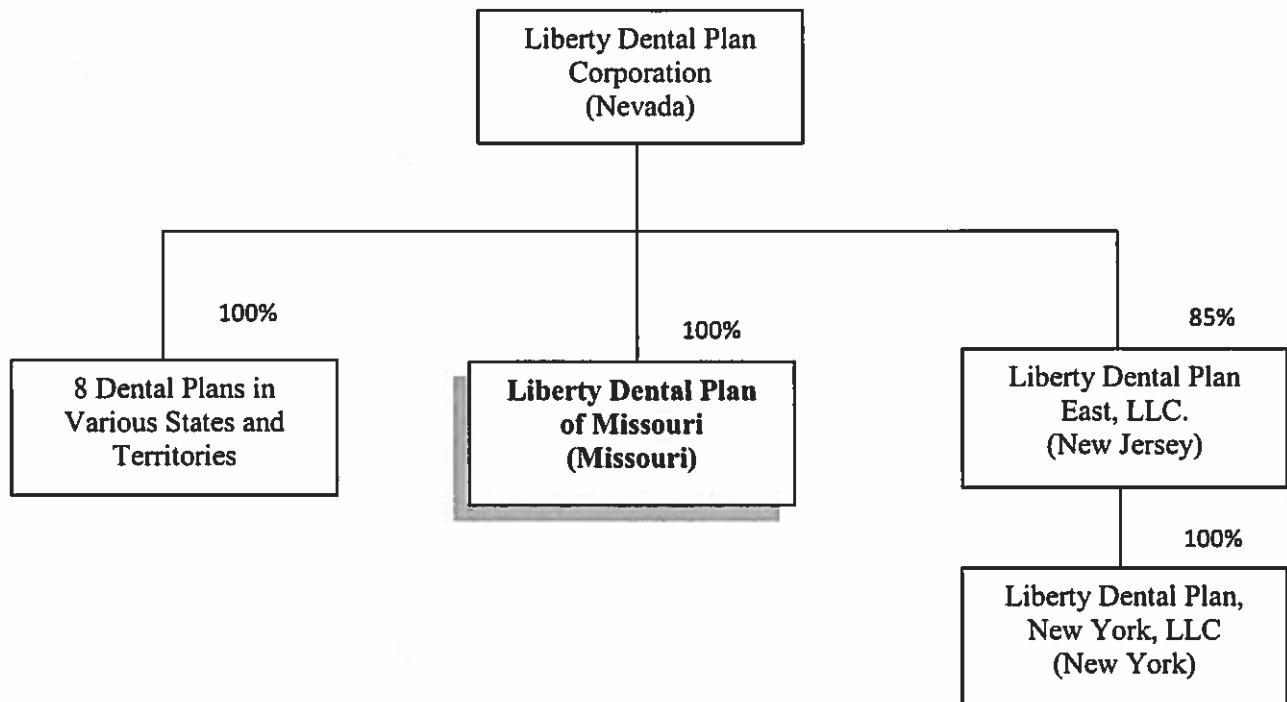 Liberty Dental Plan
Corporation
(Nevada)
100%
100%
85%
8 Dental Plans in
Various States and
Territories
Liberty Dental Plan
of Missouri
(Missouri)
Liberty Dental Plan
East, LLC.
(New Jersey)
100%
Liberty Dental Plan,
New York, LLC
(New York)